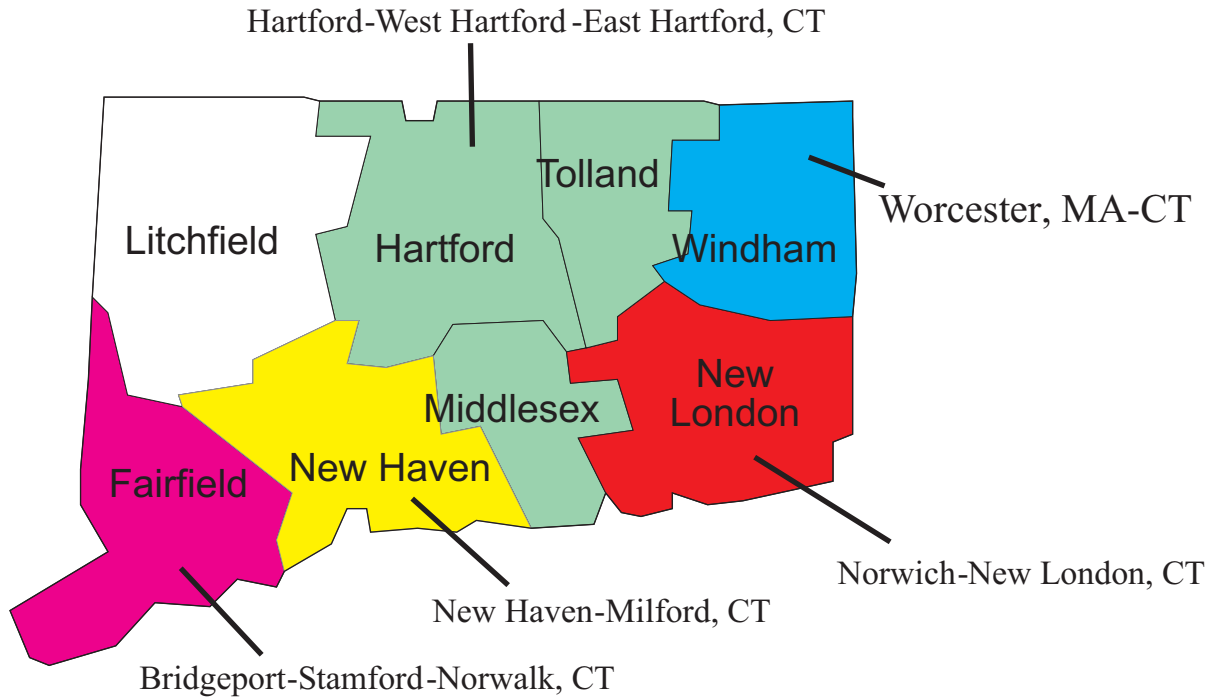 Hartford-West Hartford-East Hartford, CT
Tolland
Worcester, MA-CT
Litchfield
Hartford
Windham
New
London
Middlesex
New Haven
Fairfield
Norwich-New London, CT
New Haven-Milford, CT
Bridgeport-Stamford-Norwalk, CT